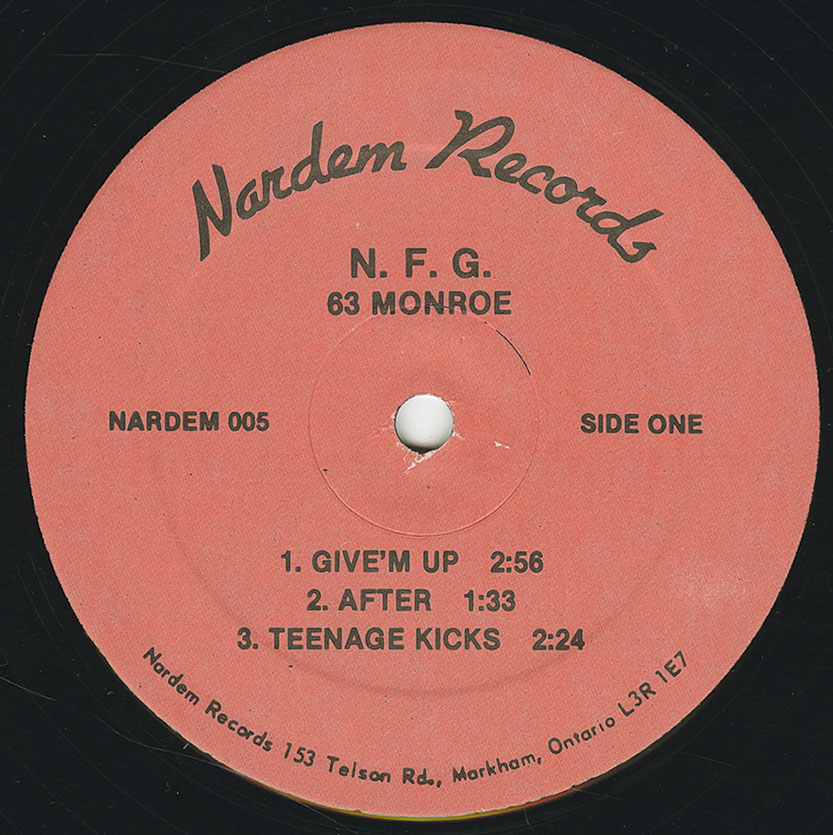 Nardem Records
N. F. G.
63 MONROE
NARDEM 005
SIDE ONE
1. GIVE'M UP 2:56
2. AFTER 1:33
3. TEENAGE KICKS 2:24
Nardem Records 153 Telson Rd., Markham, Ontario L3R 1E7